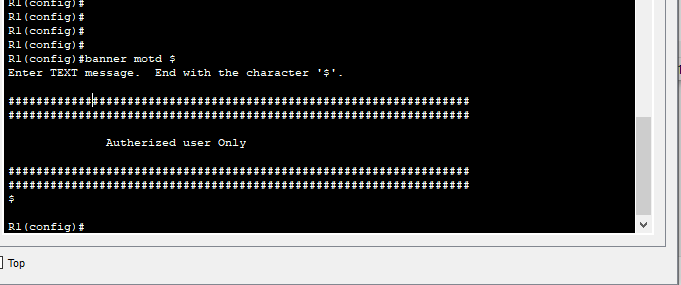 R1(config)#
R1(config)#
R1(config)#
R1(config)#
R1(config)#banner motd $
Enter TEXT message.  End with the character '$'.
##################################################################
##################################################################
Autherized user Only
##################################################################
##################################################################
$
R1(config)#
Top